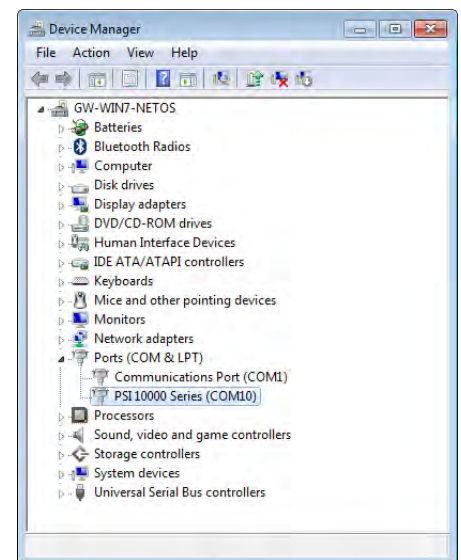 Device Manager
File Action View Help
GW-WIN7-NETOS
Batteries
Bluetooth Radios
Computer
Disk drives
Display adapters
DVD/CD-ROM drives
Human Interface Devices
IDE ATA/ATAPI controllers
Keyboards
Mice and other pointing devices
Monitors
Network adapters
Ports (COM & LPT)
Communications Port (COM1)
PSI 10000 Series (COM10)
Processors
Sound, video and game controllers
Storage controllers
System devices
Universal Serial Bus controllers